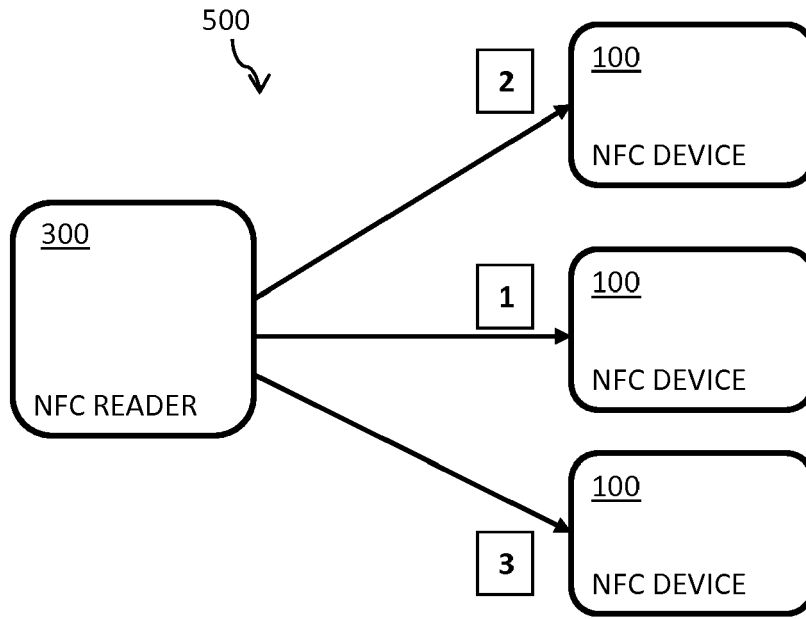 500
2
100
NFC DEVICE
300
NFC READER
1
100
NFC DEVICE
100
3
NFC DEVICE